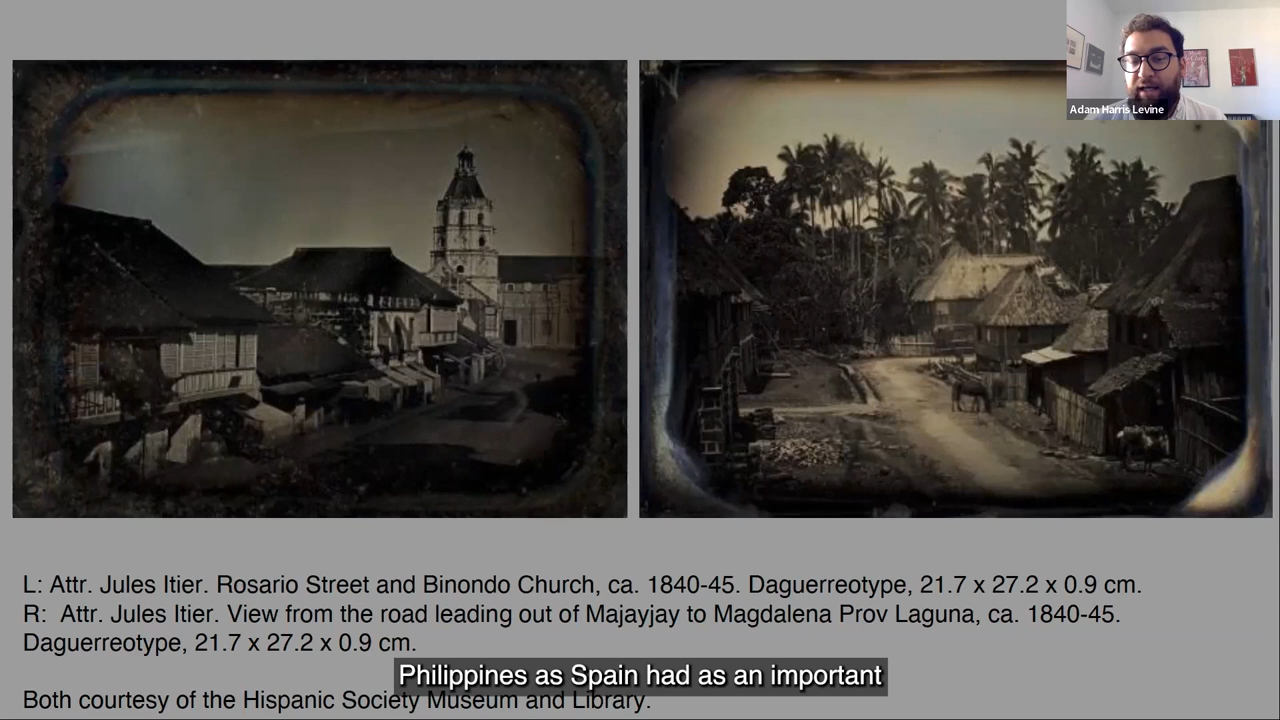 Adam Harris Levine
L: Attr. Jules Itier. Rosario Street and Binondo Church, ca. 1840-45. Daguerreotype, 21.7 x 27.2 x 0.9 cm.
R:  Attr. Jules Itier. View from the road leading out of Majayjay to Magdalena Prov Laguna, ca. 1840-45.
Daguerreotype, 21.7 x 27.2 x 0.9 cm.
Philippines as Spain had as an important
Both courtesy of the Hispanic Society Museum and Library.